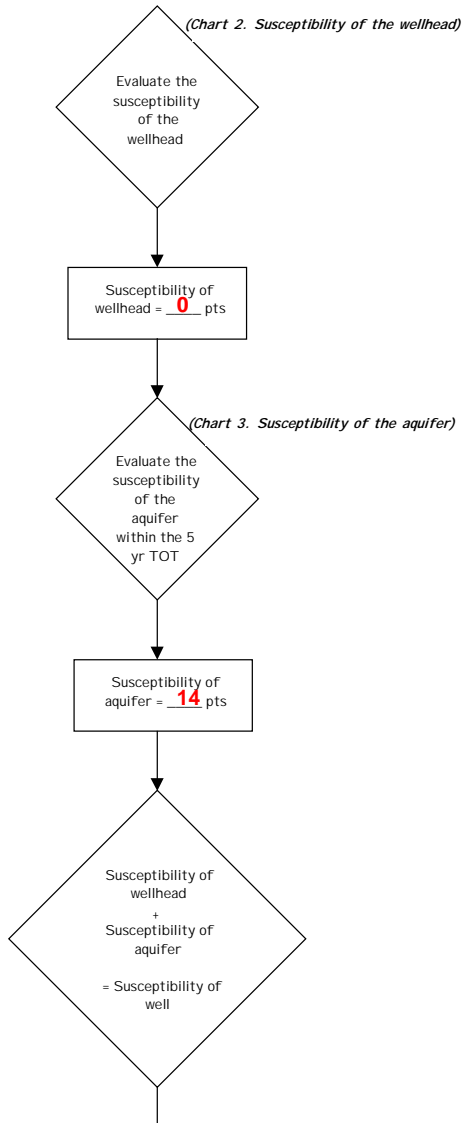 (Chart 2. Susceptibility of the wellhead)
Evaluate the
susceptibility
of the
wellhead
Susceptibility of
wellhead = __0__ pts
(Chart 3. Susceptibility of the aquifer)
Evaluate the
susceptibility
of the
aquifer
within the 5
yr TOT
Susceptibility of
aquifer = __14__ pts
Susceptibility of
wellhead
+
Susceptibility of
aquifer
= Susceptibility of
well